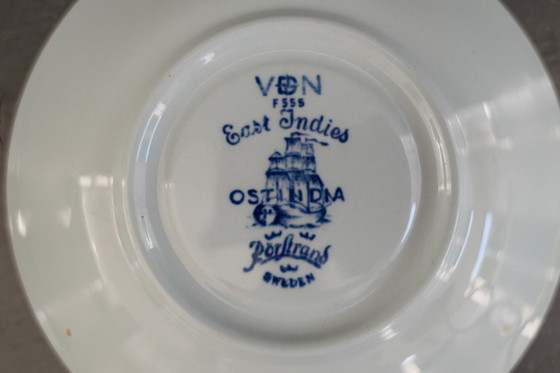 VDN
F555
East Indies
OSTINDIA
Rörstrand
SWEDEN